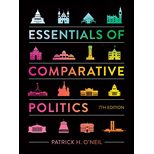 ESSENTIALS OF
COMPARATIVE
POLITICS
7TH EDITION
PATRICK H. O'NEIL